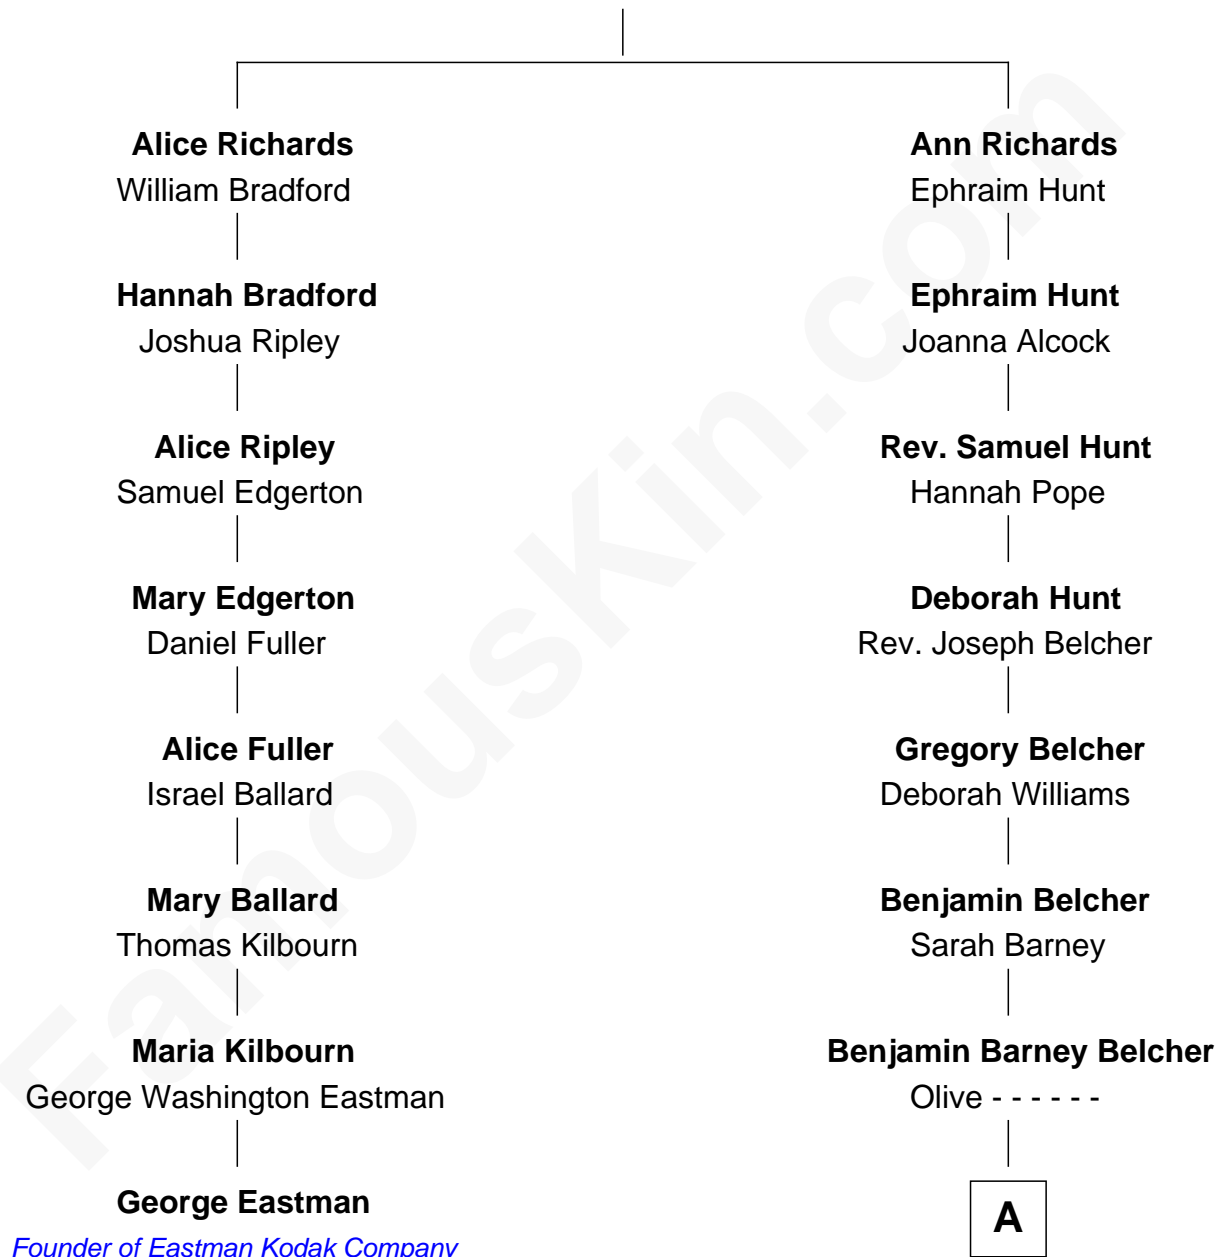 Alice Richards
William Bradford
Hannah Bradford
Joshua Ripley
Alice Ripley
Samuel Edgerton
Mary Edgerton
Daniel Fuller
Alice Fuller
Israel Ballard
Mary Ballard
Thomas Kilbourn
Maria Kilbourn
George Washington Eastman
George Eastman
Founder of Eastman Kodak Company
Ann Richards
Ephraim Hunt
Ephraim Hunt
Joanna Alcock
Rev. Samuel Hunt
Hannah Pope
Deborah Hunt
Rev. Joseph Belcher
Gregory Belcher
Deborah Williams
Benjamin Belcher
Sarah Barney
Benjamin Barney Belcher
Olive - - - - - -
A
FamousKin.com